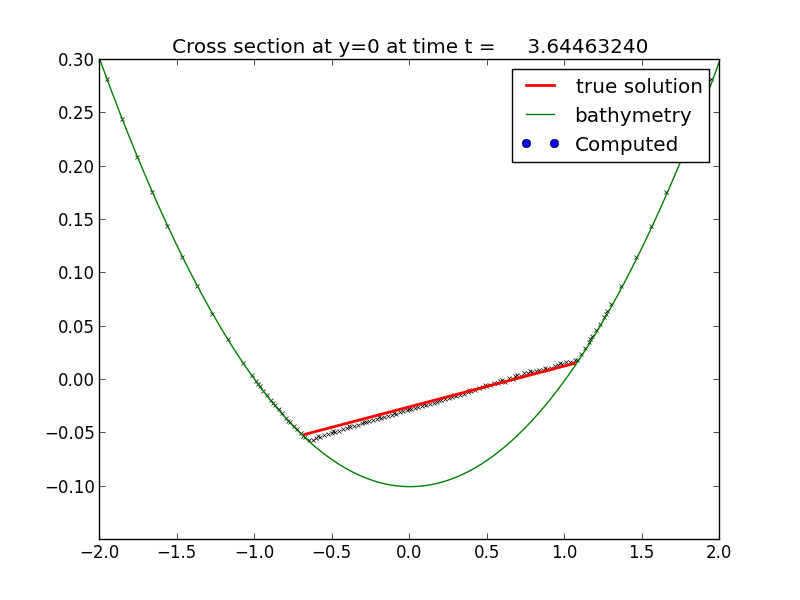 Cross section at y=0 at time t =     3.64463240
true solution
bathymetry
Computed
0.30
0.25
0.20
0.15
0.10
0.05
0.00
−0.05
−0.10
−2.0 −1.5 −1.0 −0.5 0.0 0.5 1.0 1.5 2.0